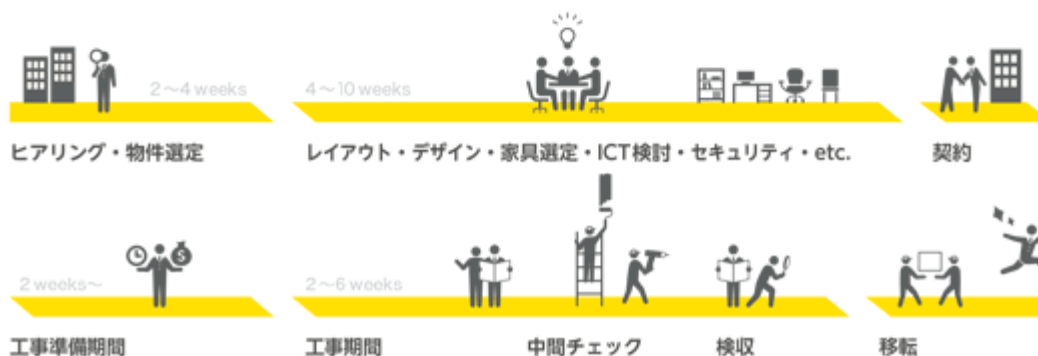 2〜4 weeks
4〜10 weeks
ヒアリング・物件選定
レイアウト・デザイン・家具選定・ICT検討・セキュリティ・etc.
契約
2 weeks〜
2〜6 weeks
工事準備期間
工事期間
中間チェック
検収
移転